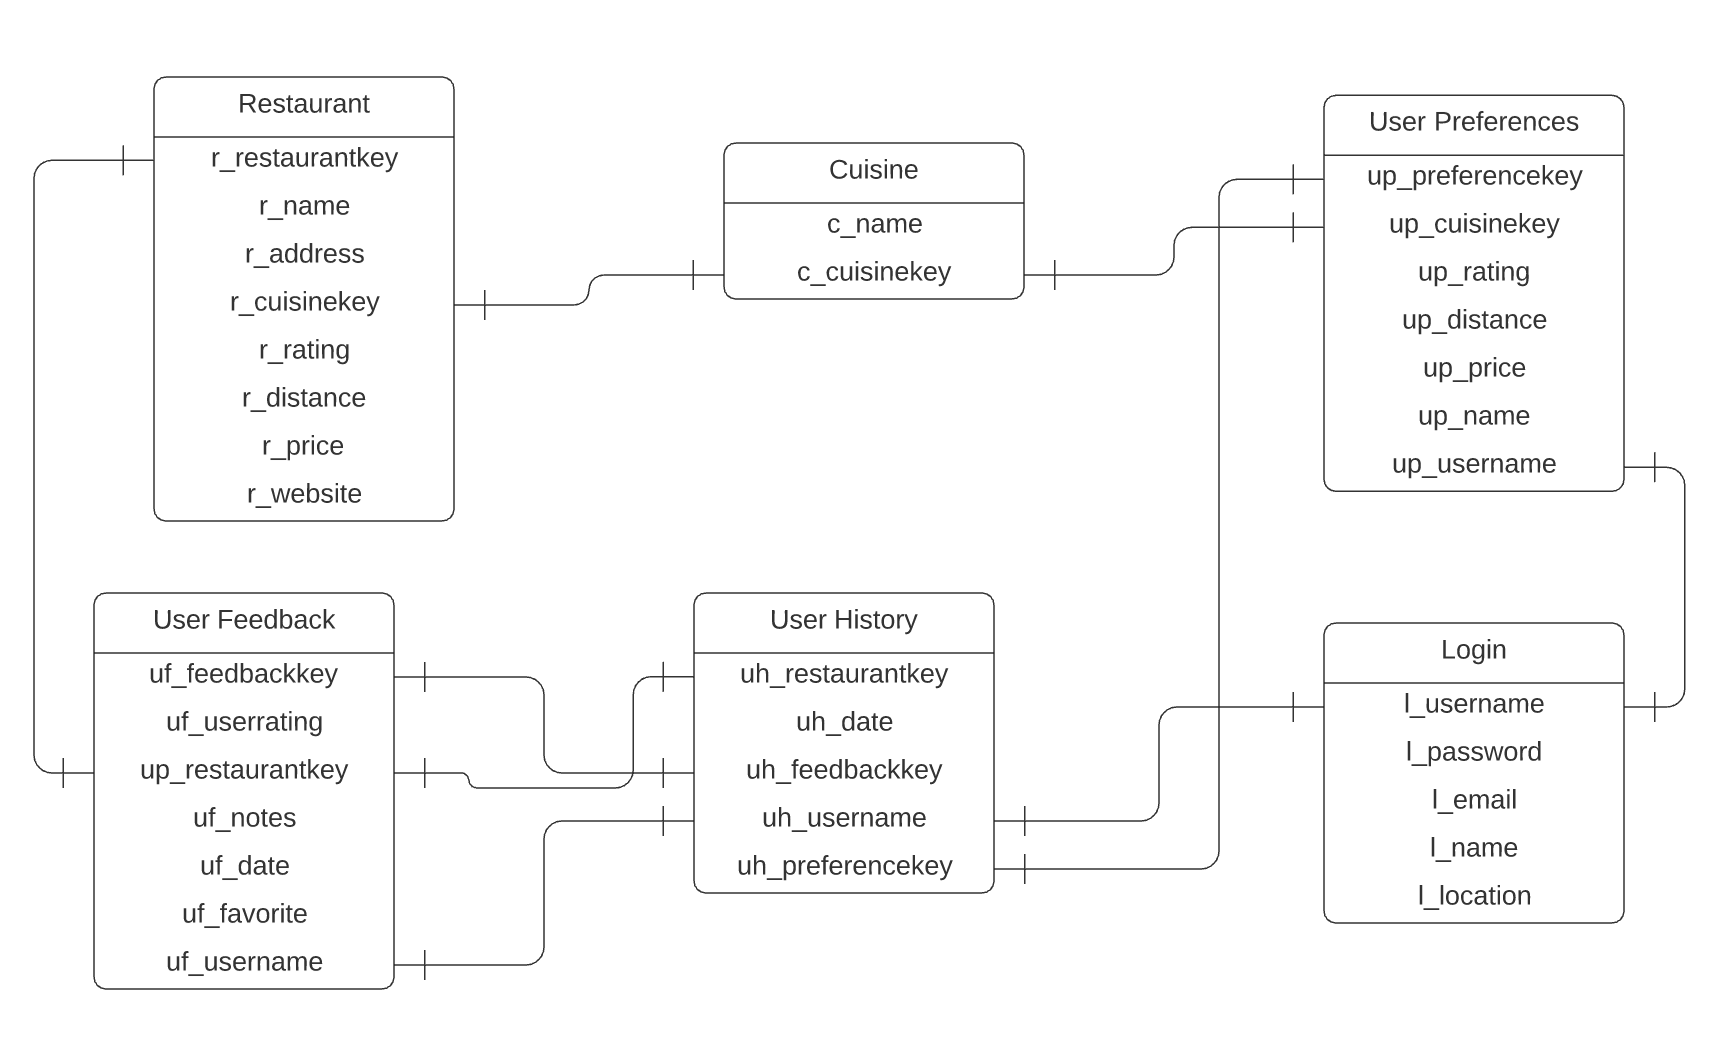 Restaurant
r_restaurantkey
r_name
r_address
r_cuisinekey
r_rating
r_distance
r_price
r_website
Cuisine
c_name
c_cuisinekey
User Preferences
up_preferencekey
up_cuisinekey
up_rating
up_distance
up_price
up_name
up_username
User Feedback
uf_feedbackkey
uf_userrating
up_restaurantkey
uf_notes
uf_date
uf_favorite
uf_username
User History
uh_restaurantkey
uh_date
uh_feedbackkey
uh_username
uh_preferencekey
Login
l_username
l_password
l_email
l_name
l_location